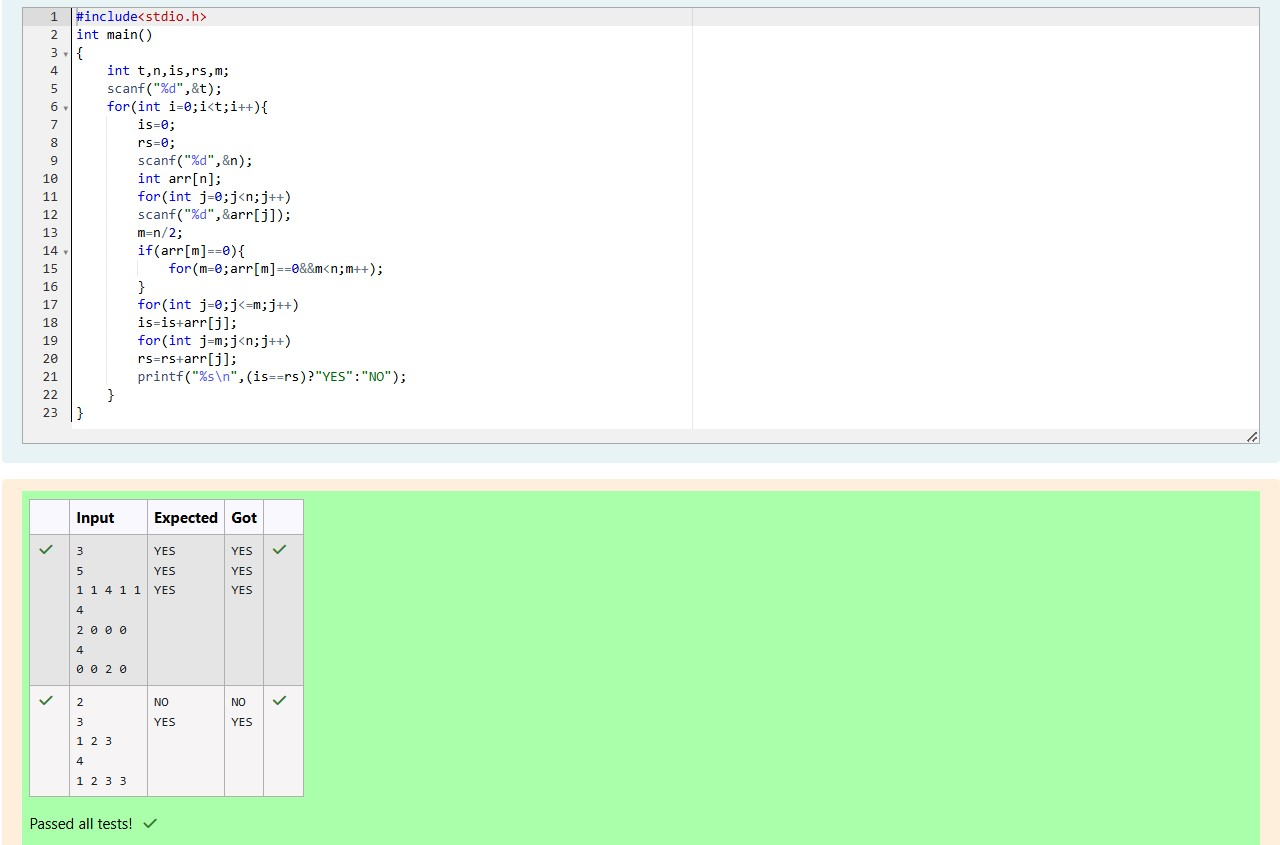 1 #include<stdio.h>
2 int main()
3 {
4 int t,n,is,rs,m;
5 scanf("%d",&t);
6 for(int i=0;i<t;i++){
7 is=0;
8 rs=0;
9 scanf("%d",&n);
10 int arr[n];
11 for(int j=0;j<n;j++)
12 scanf("%d",&arr[j]);
13 m=n/2;
14 if(arr[m]==0){
15 for(m=0;arr[m]==0&&m<n;m++);
16 }
17 for(int j=0;j<=m;j++)
18 is=is+arr[j];
19 for(int j=m;j<n;j++)
20 rs=rs+arr[j];
21 printf("%s\n",(is==rs)?"YES":"NO");
22 }
23 }
Input Expected Got
3 YES YES
5 YES YES
1 1 4 1 1 YES YES
4
2 0 0 0
4
0 0 2 0
2 NO NO
3 YES YES
1 2 3
4
1 2 3 3
Passed all tests!